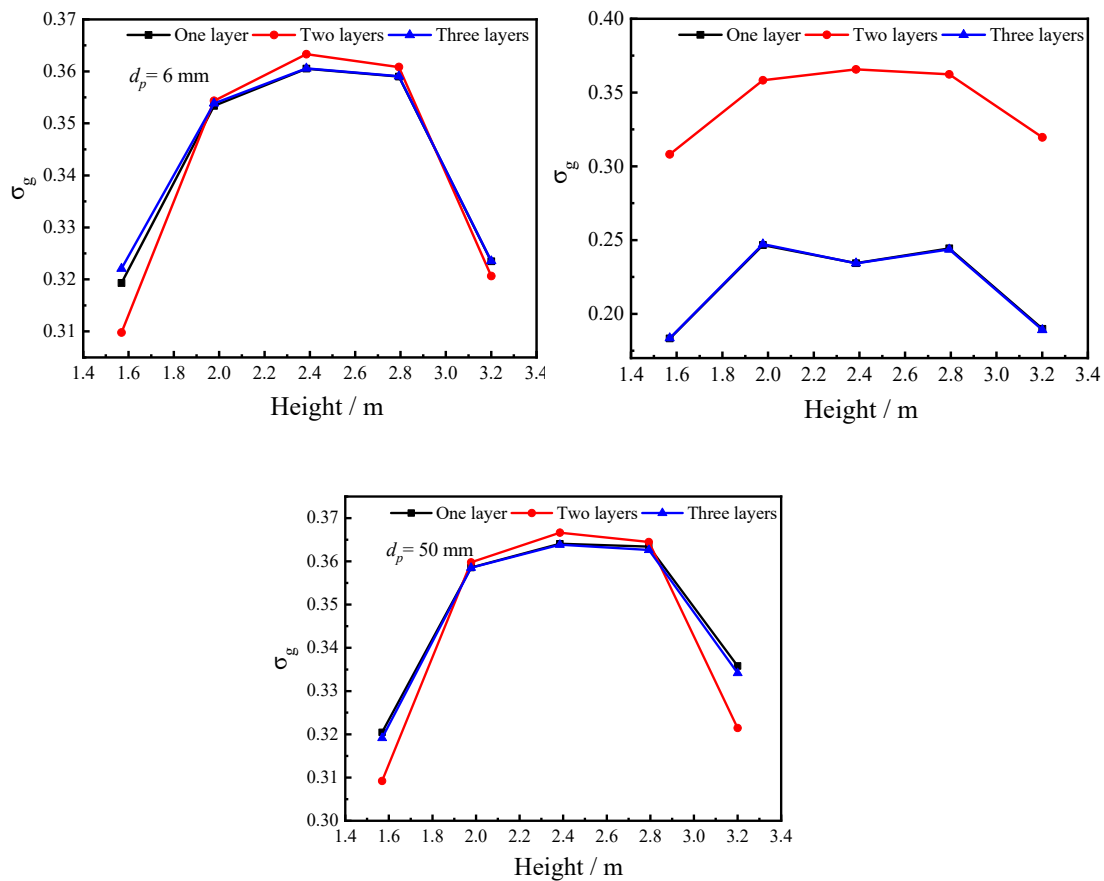 0.37
One layer Two layers Three layers
d_p= 6 mm
0.36
0.35
0.34
0.33
0.32
0.31
σ_g
1.4 1.6 1.8 2.0 2.2 2.4 2.6 2.8 3.0 3.2 3.4
Height / m
0.40
One layer Two layers Three layers
0.35
0.30
0.25
0.20
σ_g
1.4 1.6 1.8 2.0 2.2 2.4 2.6 2.8 3.0 3.2 3.4
Height / m
One layer Two layers Three layers
0.37
d_p= 50 mm
0.36
0.35
0.34
0.33
0.32
0.31
0.30
σ_g
1.4 1.6 1.8 2.0 2.2 2.4 2.6 2.8 3.0 3.2 3.4
Height / m